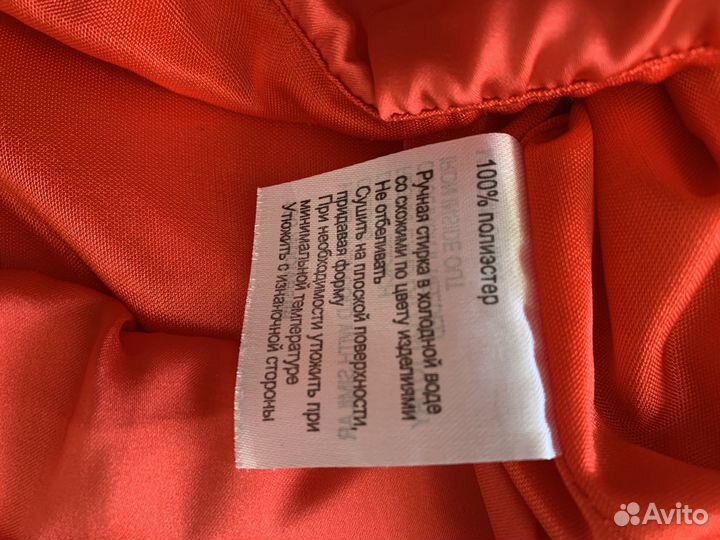 100% полиэстер
Ручная стирка в холодной воде
со схожими по цвету изделиями
Не отбеливать
Сушить на плоской поверхности,
придавая форму
При необходимости утюжить при
минимальной температуре
Утюжить с изнаночной стороны
Avito